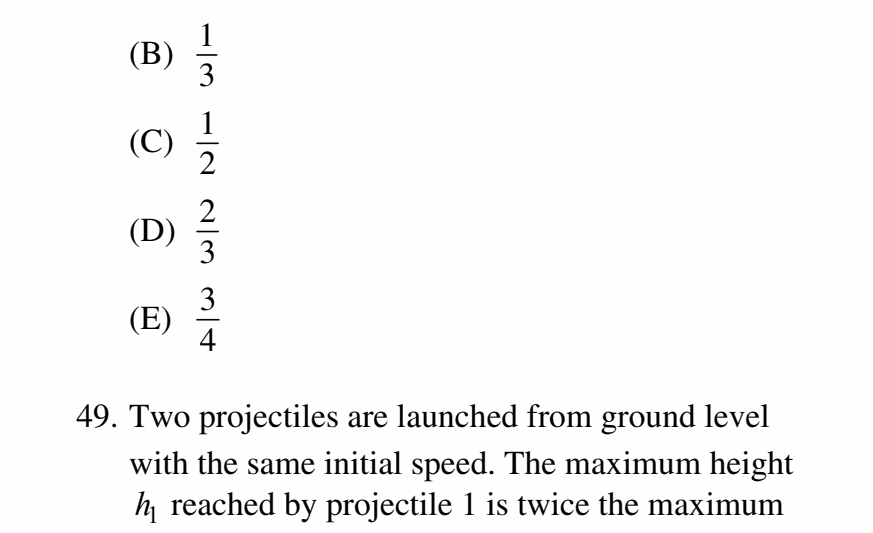 (B) 1/3
(C) 1/2
(D) 2/3
(E) 3/4
49. Two projectiles are launched from ground level
with the same initial speed. The maximum height
h₁ reached by projectile 1 is twice the maximum